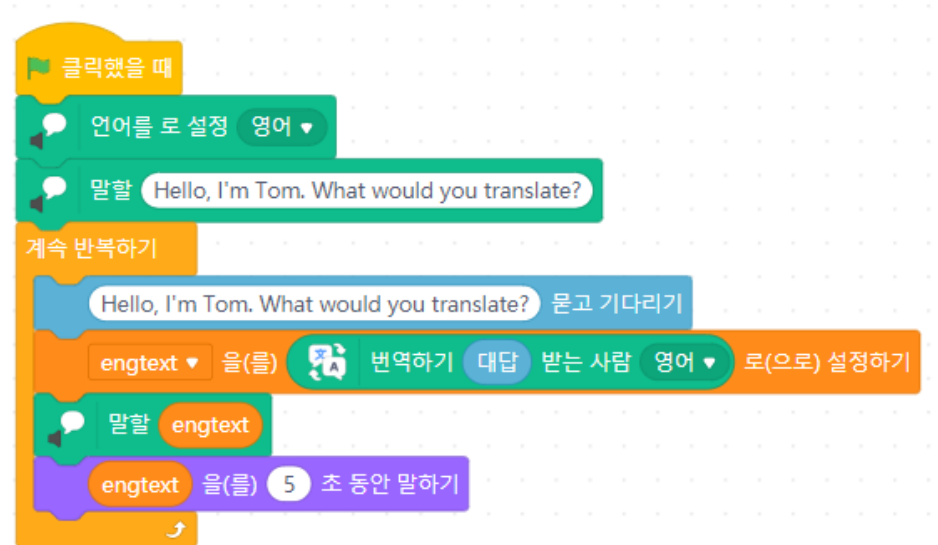 클릭했을 때
언어를 로 설정 영어
말할 Hello, I'm Tom. What would you translate?
계속 반복하기
Hello, I'm Tom. What would you translate? 묻고 기다리기
engtext 을(를) 번역하기 대답 받는 사람 영어 로(으로) 설정하기
말할 engtext
engtext 을(를) 5 초 동안 말하기